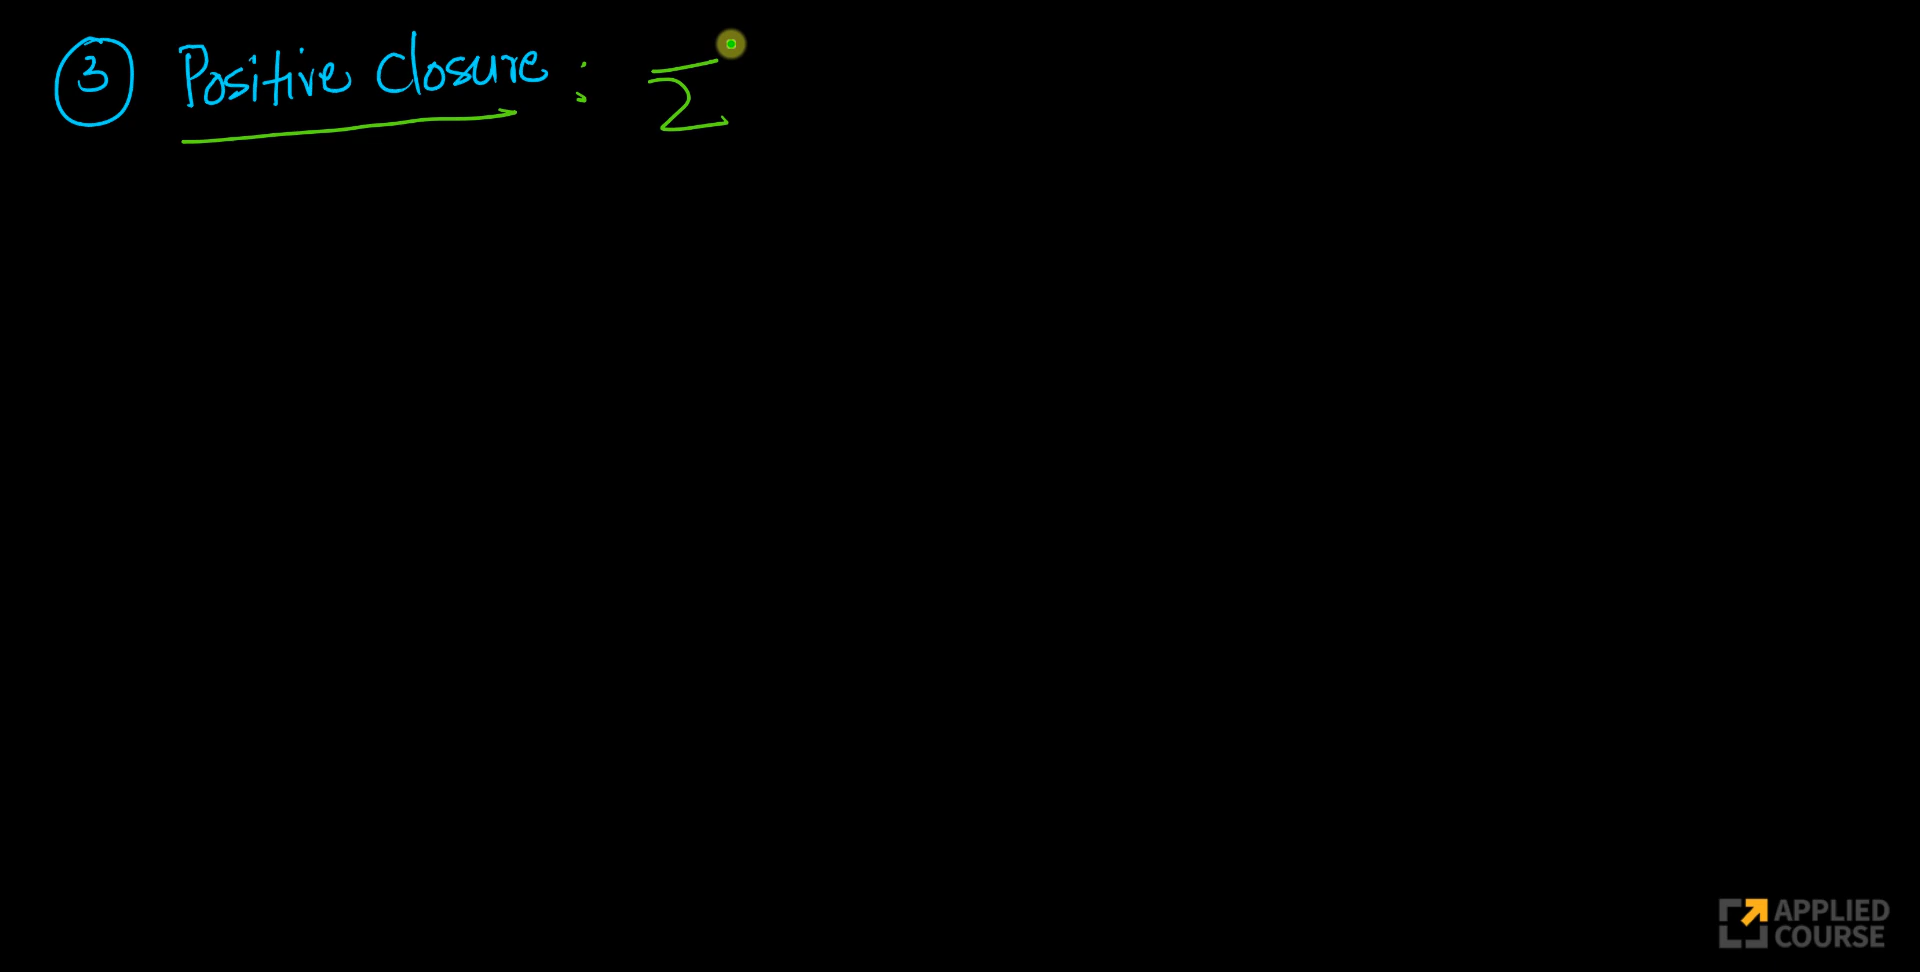 ③ Positive Closure : Σ
APPLIED
COURSE